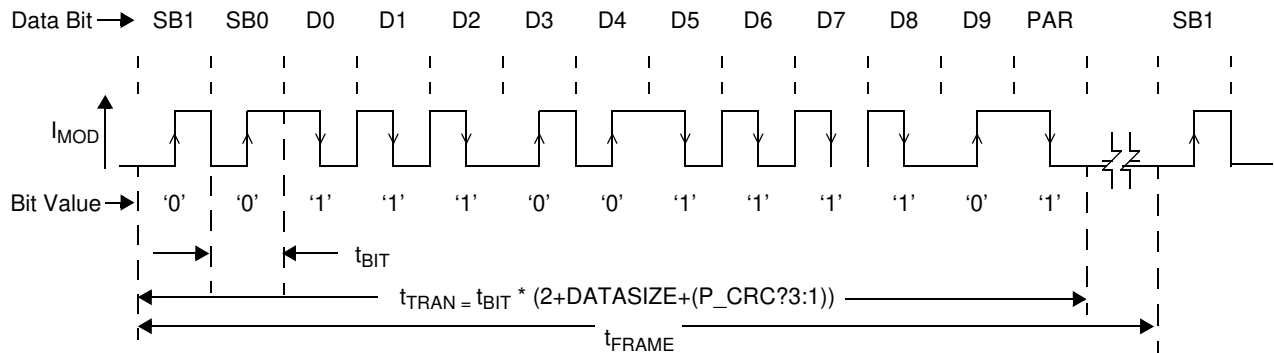 Data Bit SB1 SB0 D0 D1 D2 D3 D4 D5 D6 D7 D8 D9 PAR SB1
IMOD
Bit Value ‘0’ ‘0’ ‘1’ ‘1’ ‘1’ ‘0’ ‘0’ ‘1’ ‘1’ ‘1’ ‘1’ ‘0’ ‘1’
tBIT
tTRAN = tBIT * (2+DATASIZE+(P_CRC?3:1))
tFRAME